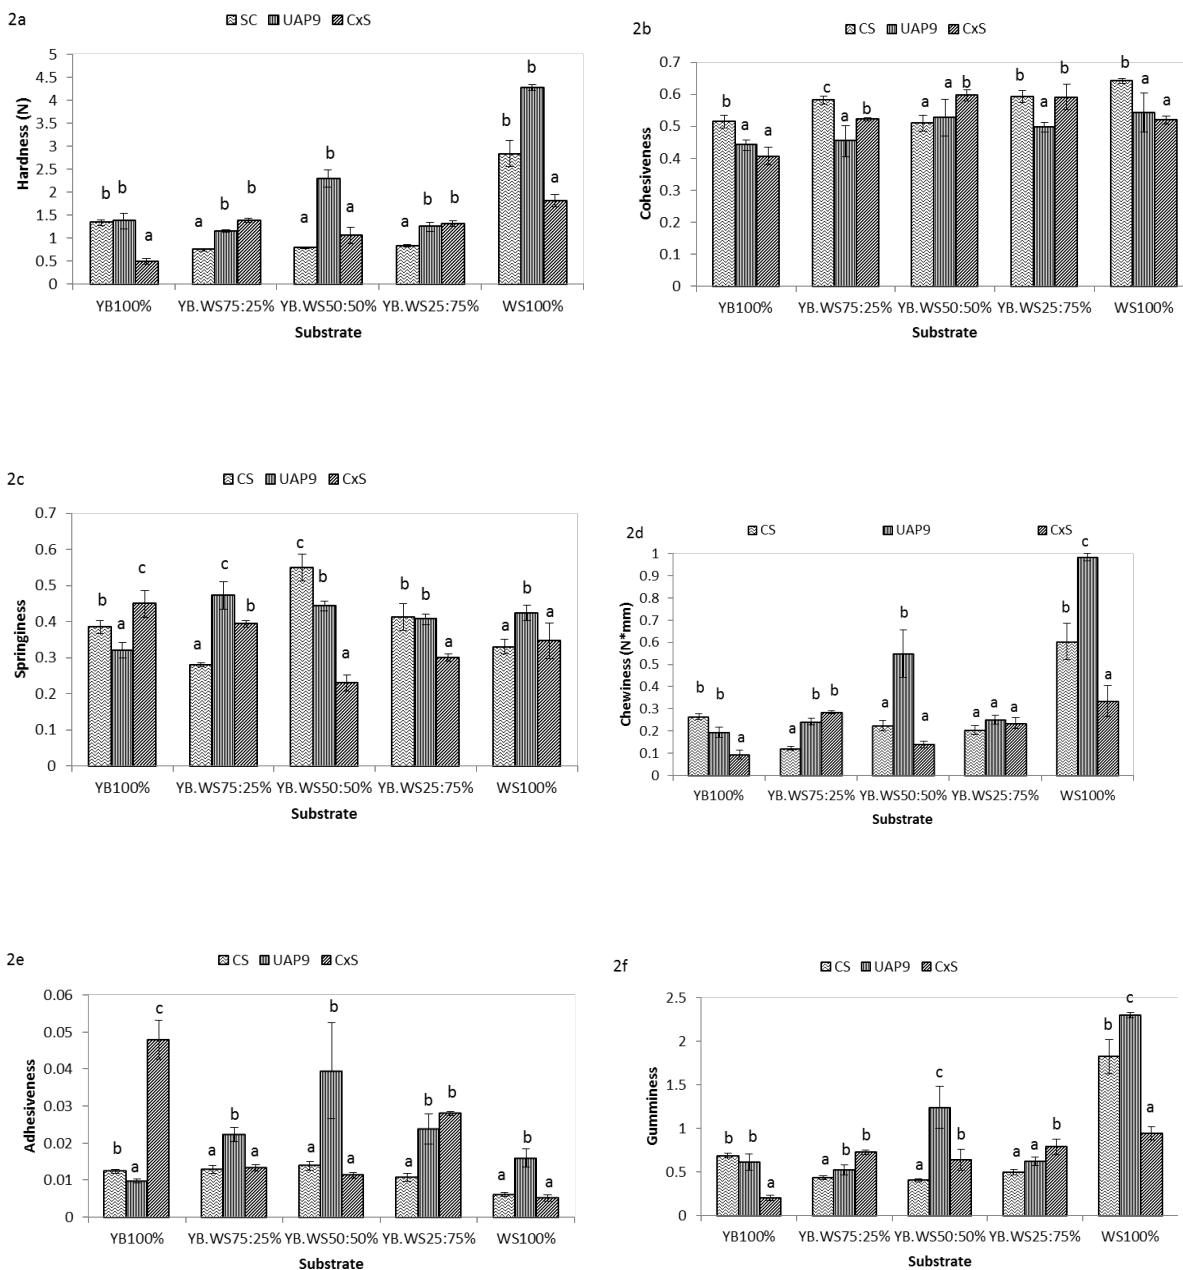 2a
SC UAP9 CxS
Hardness (N)
5
4.5
4
3.5
3
2.5
2
1.5
1
0.5
0
b b a
a b b
a b a
a b b
b b a
YB100% YB.WS75:25% YB.WS50:50% YB.WS25:75% WS100%
Substrate
2b
CS UAP9 CxS
Cohesiveness
0.7
0.6
0.5
0.4
0.3
0.2
0.1
0
b a a
c a b
a a b
b a b
b a a
YB100% YB.WS75:25% YB.WS50:50% YB.WS25:75% WS100%
Substrate
2c
CS UAP9 CxS
Springiness
0.7
0.6
0.5
0.4
0.3
0.2
0.1
0
b a c
a c b
c b a
b b a
a b a
YB100% YB.WS75:25% YB.WS50:50% YB.WS25:75% WS100%
Substrate
2d
CS UAP9 CxS
Chewiness (N*mm)
1
0.9
0.8
0.7
0.6
0.5
0.4
0.3
0.2
0.1
0
b b a
a b b
a b a
a a a
b c a
YB100% YB.WS75:25% YB.WS50:50% YB.WS25:75% WS100%
Substrate
2e
CS UAP9 CxS
Adhesiveness
0.06
0.05
0.04
0.03
0.02
0.01
0
b a c
a b a
a b a
a b b
a b a
YB100% YB.WS75:25% YB.WS50:50% YB.WS25:75% WS100%
Substrate
2f
CS UAP9 CxS
Gumminess
2.5
2
1.5
1
0.5
0
b b a
a b b
a c b
a a b
b c a
YB100% YB.WS75:25% YB.WS50:50% YB.WS25:75% WS100%
Substrate